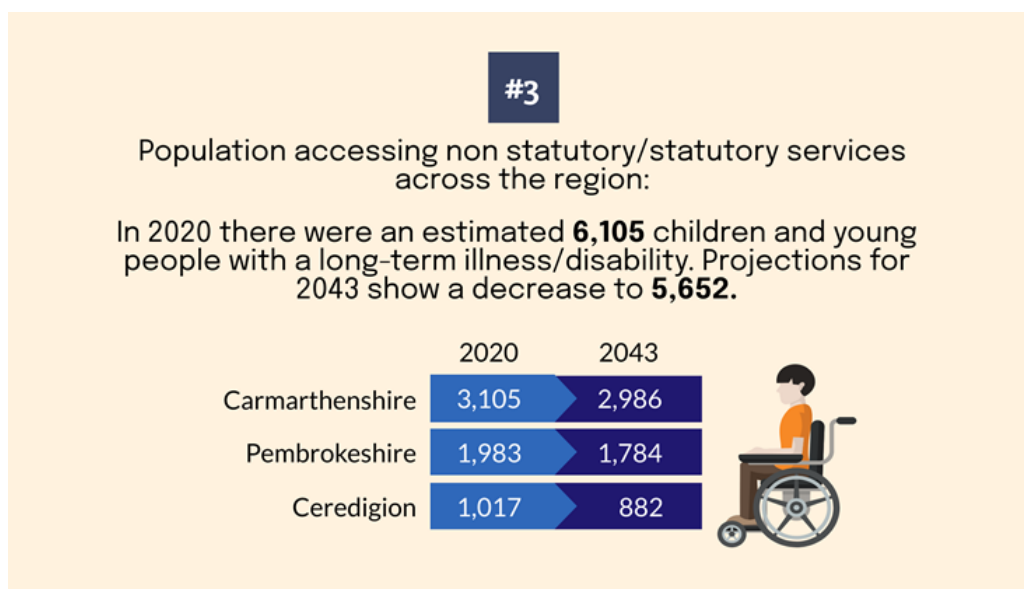 #3
Population accessing non statutory/statutory services
across the region:
In 2020 there were an estimated 6,105 children and young
people with a long-term illness/disability. Projections for
2043 show a decrease to 5,652.
2020 2043
Carmarthenshire 3,105 2,986
Pembrokeshire 1,983 1,784
Ceredigion 1,017 882